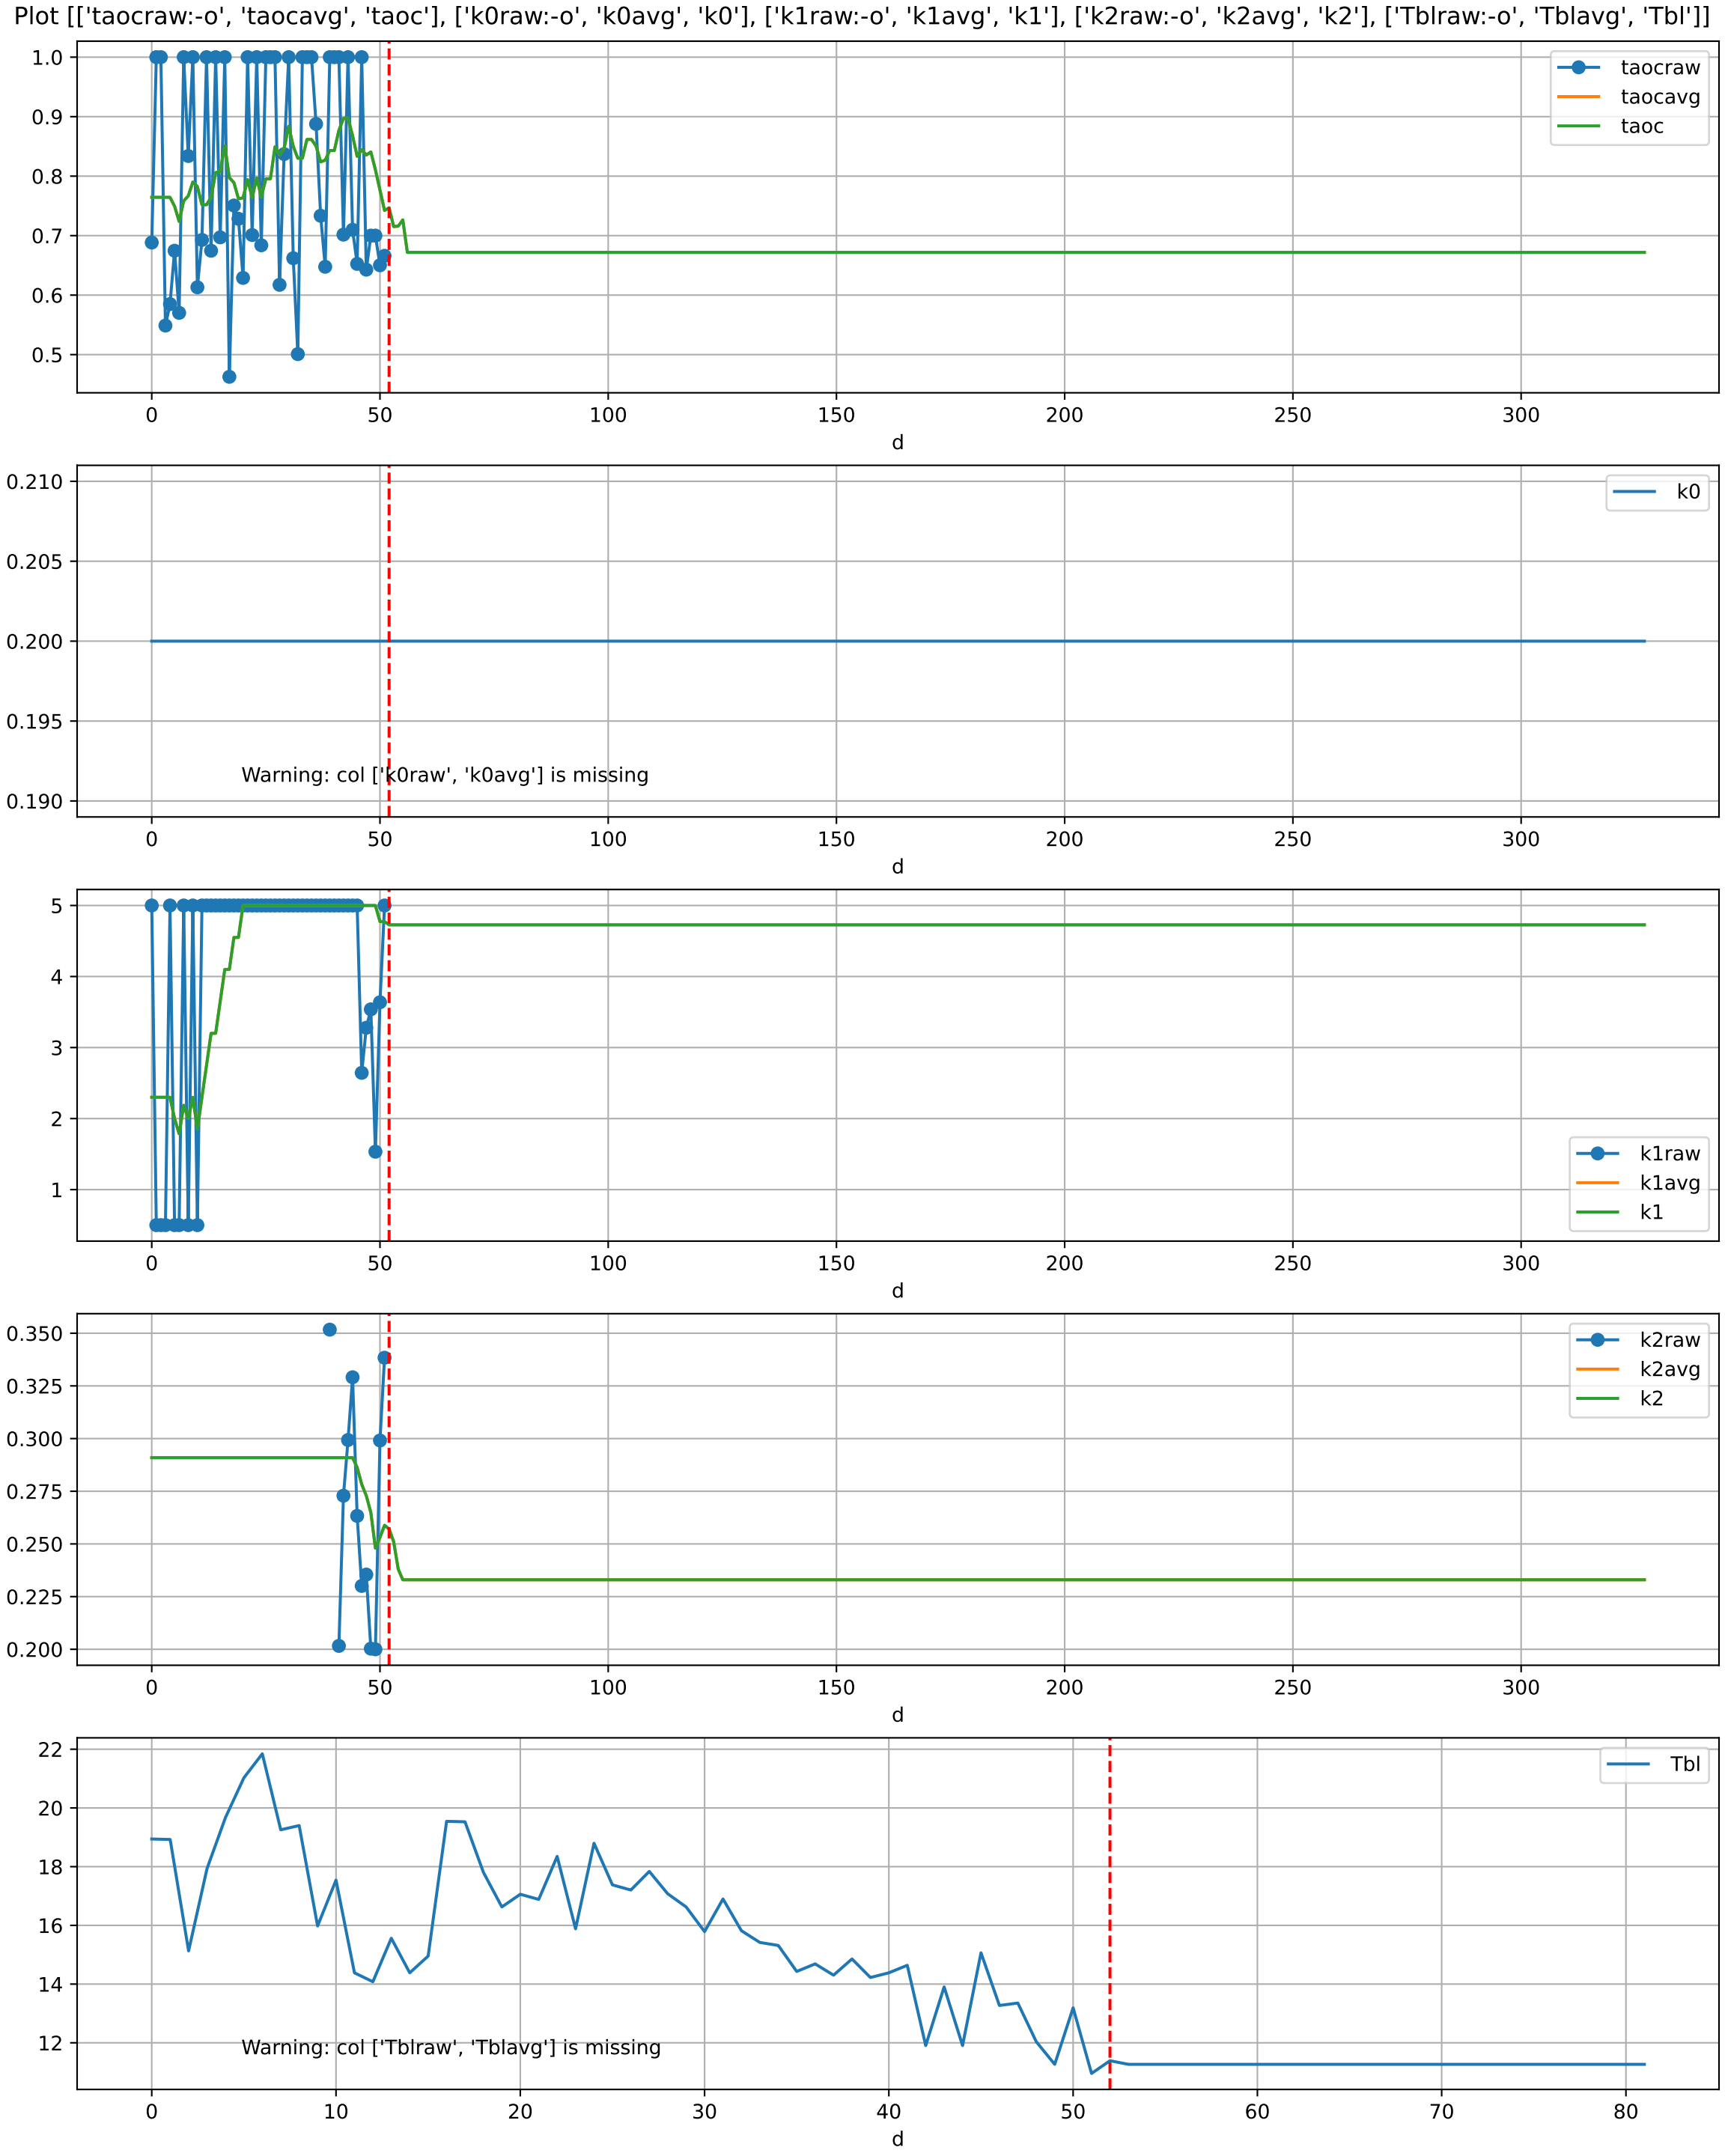 Plot [['taocraw:-o', 'taocavg', 'taoc'], ['k0raw:-o', 'k0avg', 'k0'], ['k1raw:-o', 'k1avg', 'k1'], ['k2raw:-o', 'k2avg', 'k2'], ['Tblraw:-o', 'Tblavg', 'Tbl']]
1.0
0.9
0.8
0.7
0.6
0.5
taocraw
taocavg
taoc
0 50 100 150 200 250 300
d
0.210
0.205
0.200
0.195
0.190
k0
Warning: col ['k0raw', 'k0avg'] is missing
0 50 100 150 200 250 300
d
5
4
3
2
1
k1raw
k1avg
k1
0 50 100 150 200 250 300
d
0.350
0.325
0.300
0.275
0.250
0.225
0.200
k2raw
k2avg
k2
0 50 100 150 200 250 300
d
22
20
18
16
14
12
Tbl
Warning: col ['Tblraw', 'Tblavg'] is missing
0 10 20 30 40 50 60 70 80
d